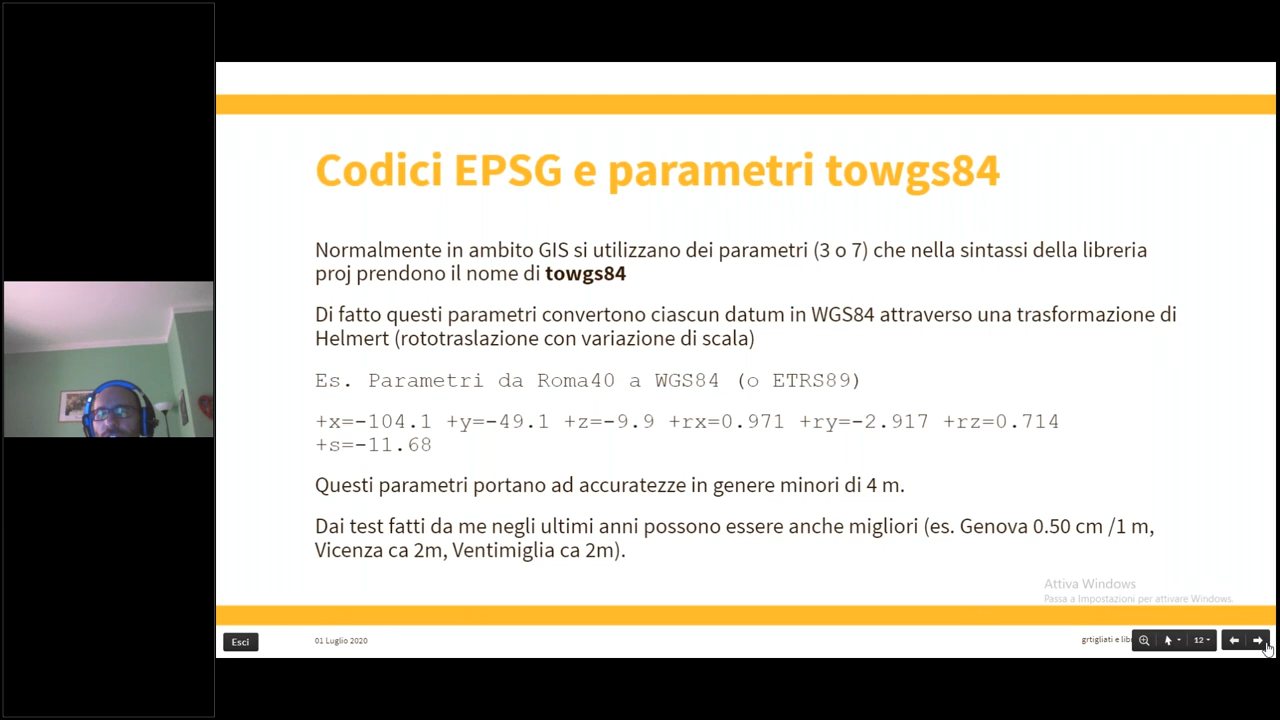 Codici EPSG e parametri towgs84
Normalmente in ambito GIS si utilizzano dei parametri (3 o 7) che nella sintassi della libreria
proj prendono il nome di towgs84
Di fatto questi parametri convertono ciascun datum in WGS84 attraverso una trasformazione di
Helmert (rototraslazione con variazione di scala)
Es. Parametri da Roma40 a WGS84 (o ETRS89)
+x=-104.1 +y=-49.1 +z=-9.9 +rx=0.971 +ry=-2.917 +rz=0.714
+s=-11.68
Questi parametri portano ad accuratezze in genere minori di 4 m.
Dai test fatti da me negli ultimi anni possono essere anche migliori (es. Genova 0.50 cm /1 m,
Vicenza ca 2m, Ventimiglia ca 2m).
Attiva Windows
Passa a Impostazioni per attivare Windows.
Esci
01 Luglio 2020
grtigliati e
12